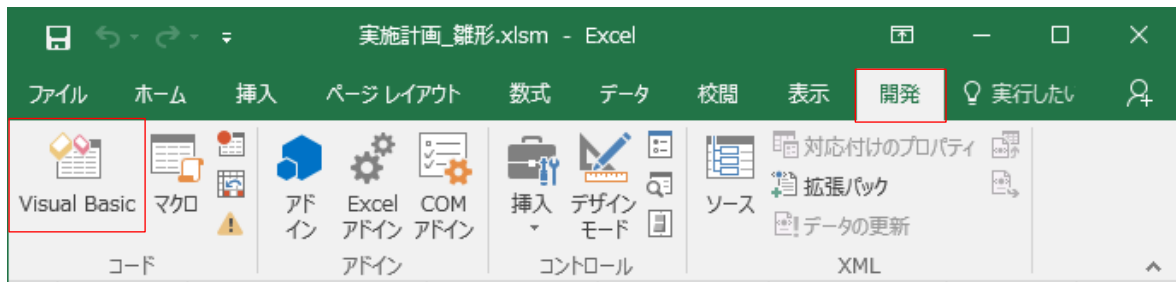 実施計画_雛形.xlsm - Excel
ファイル ホーム 挿入 ページ レイアウト 数式 データ 校閲 表示 開発 実行したい
Visual Basic マクロ アドイン Excel アドイン COM アドイン 挿入 デザイン モード ソース 対応付けのプロパティ
拡張パック
データの更新
コード アドイン コントロール XML